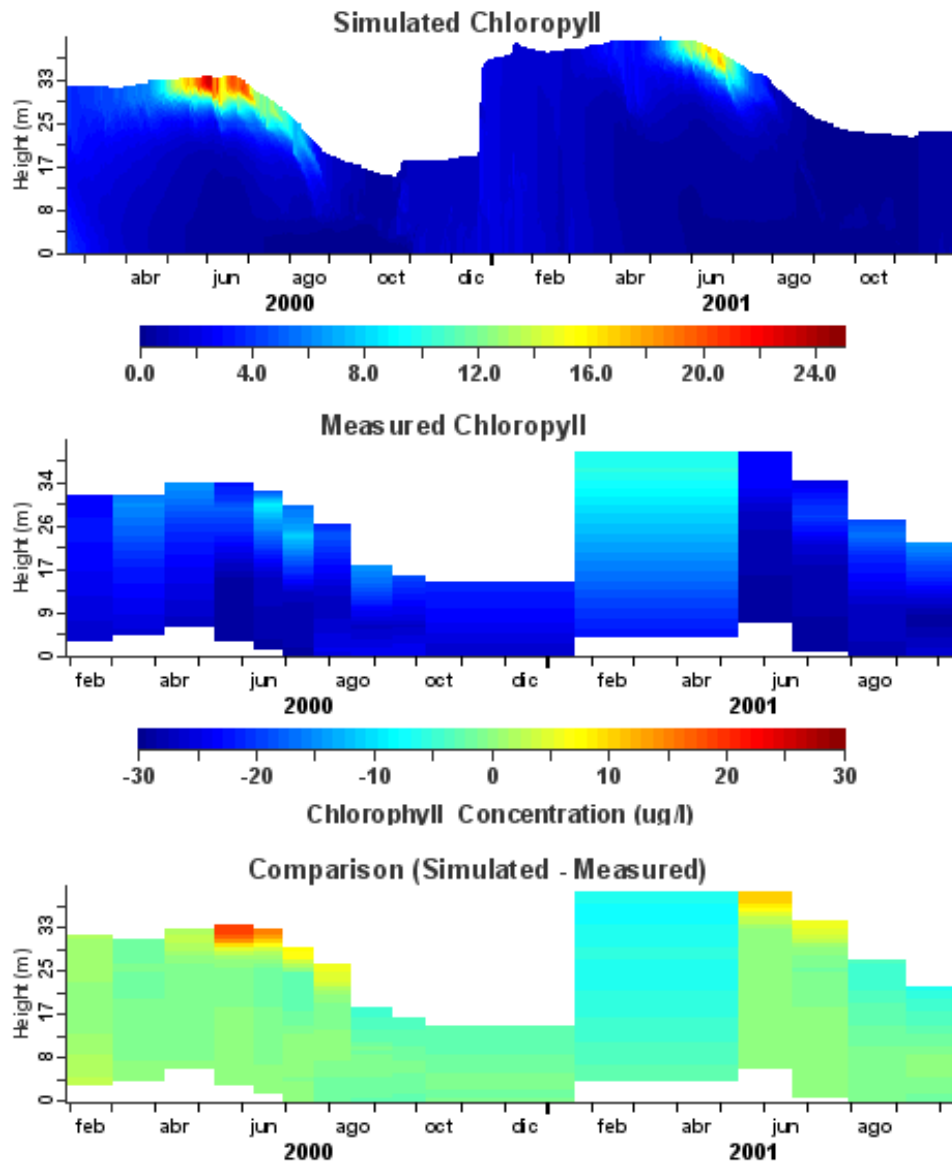 Simulated Chloropyll
33
25
17
8
0
Height (m)
abr jun ago oct dic feb abr jun ago oct
2000 2001
0.0 4.0 8.0 12.0 16.0 20.0 24.0
Measured Chloropyll
34
26
17
9
0
Height (m)
feb abr jun ago oct dic feb abr jun ago
2000 2001
-30 -20 -10 0 10 20 30
Chlorophyll Concentration (ug/l)
Comparison (Simulated - Measured)
33
25
17
8
0
Height (m)
feb abr jun ago oct dic feb abr jun ago
2000 2001